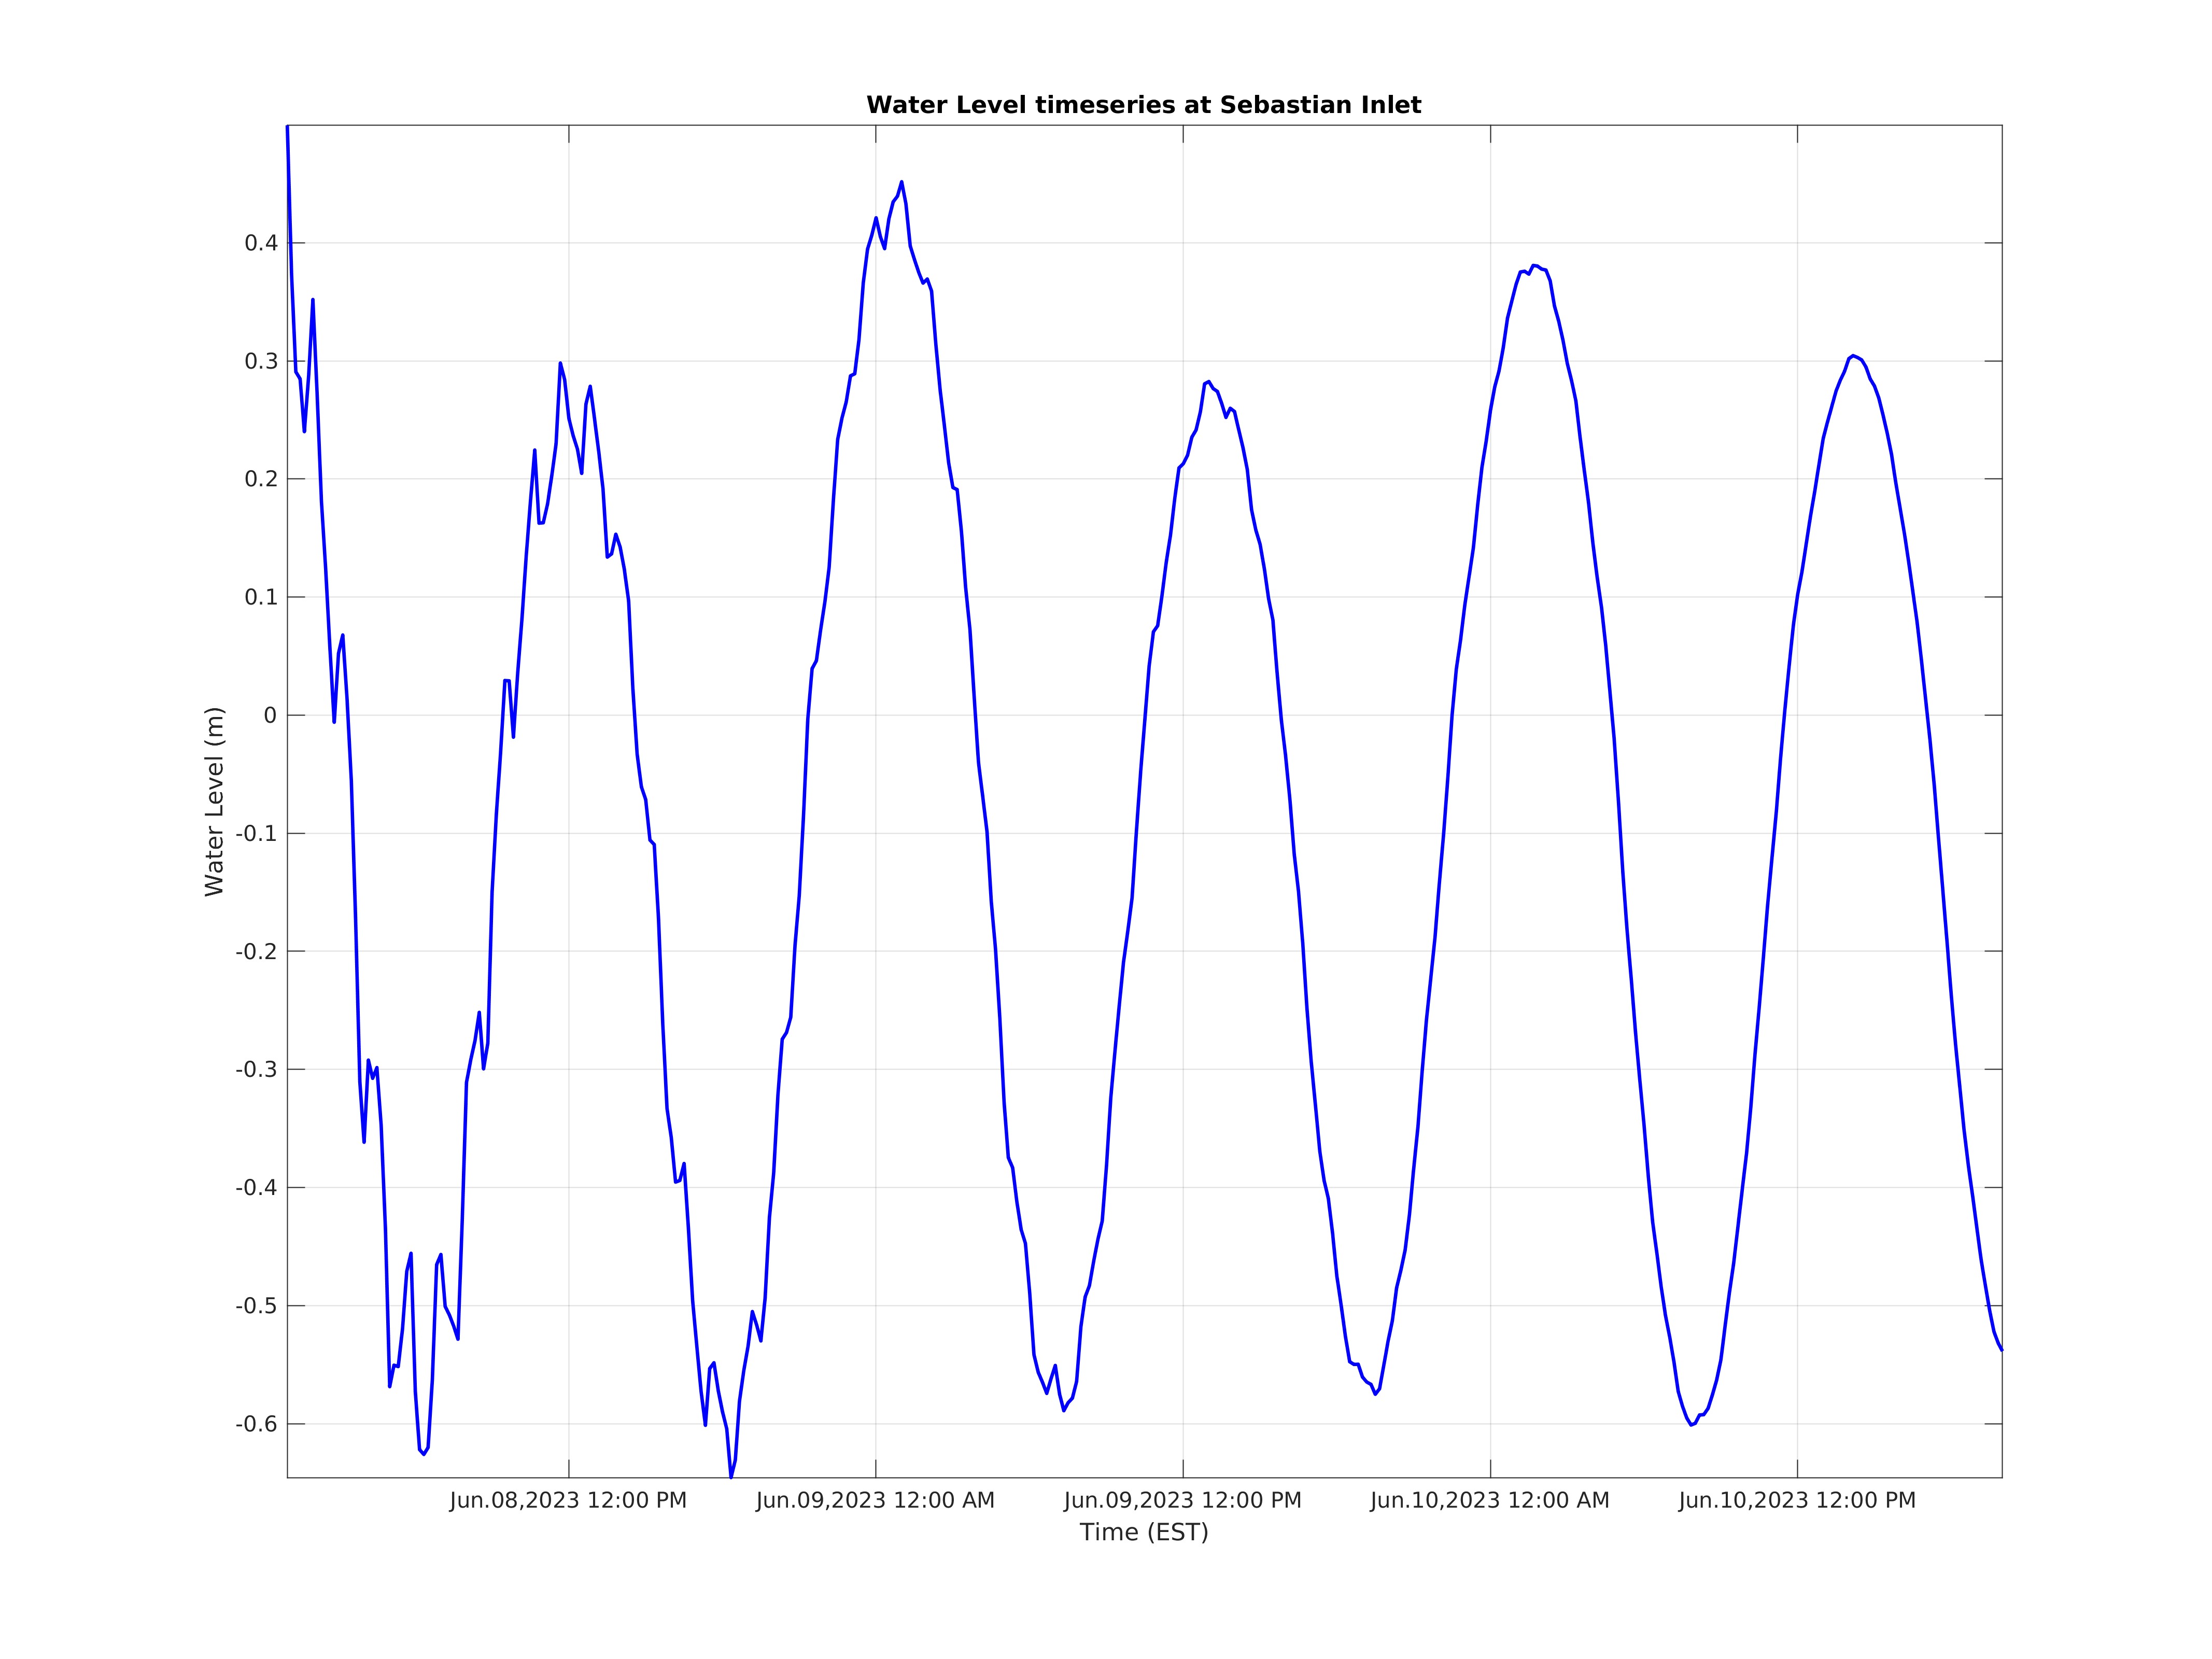 Water Level timeseries at Sebastian Inlet
0.4
0.3
0.2
0.1
0
-0.1
-0.2
-0.3
-0.4
-0.5
-0.6
Water Level (m)
Jun.08,2023 12:00 PM
Jun.09,2023 12:00 AM
Jun.09,2023 12:00 PM
Jun.10,2023 12:00 AM
Jun.10,2023 12:00 PM
Time (EST)